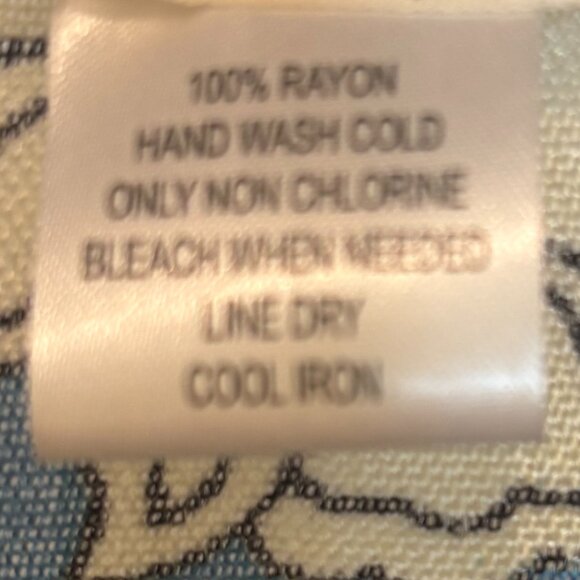 100% RAYON
HAND WASH COLD
ONLY NON CHLORINE
BLEACH WHEN NEEDED
LINE DRY
COOL IRON